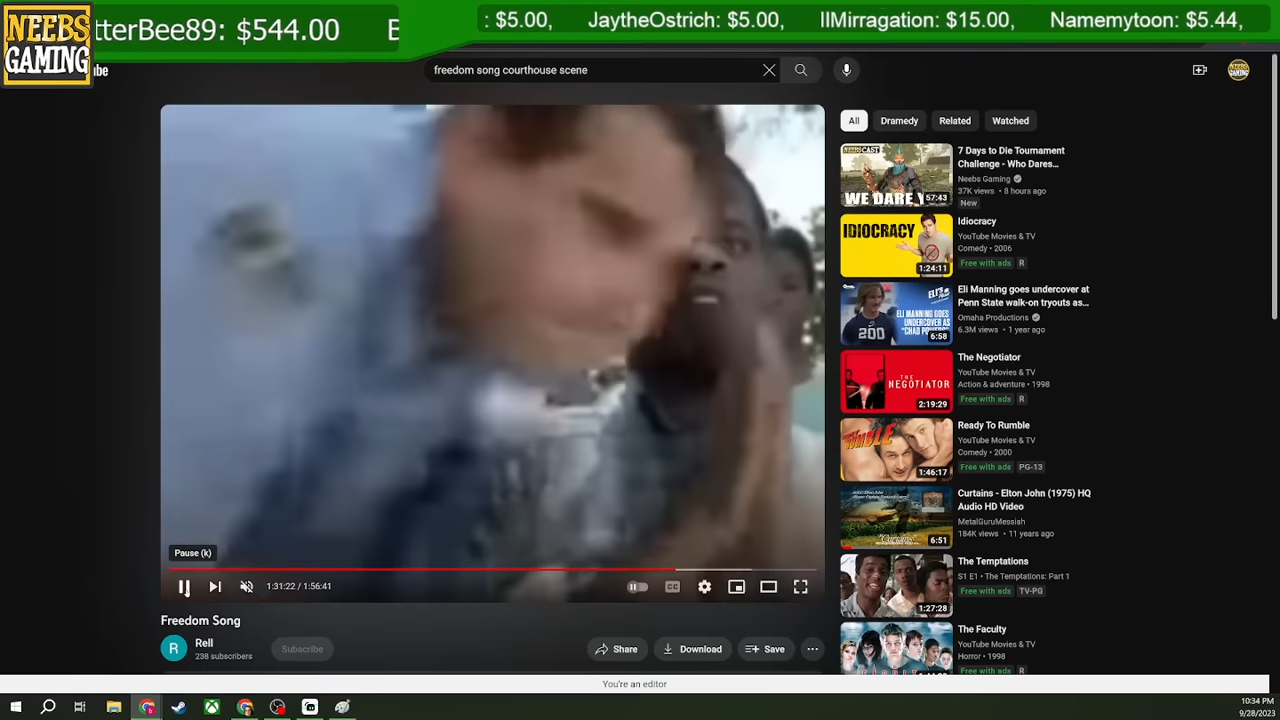 NEEBS
GAMING
tterBee89: $544.00
: $5.00, JaytheOstrich: $5.00, IIMirragation: $15.00, Namemytoon: $5.44,
freedom song courthouse scene
All
Dramedy
Related
Watched
NEEBSCAST
WE DARE Y
57:43
7 Days to Die Tournament
Challenge - Who Dares...
Neebs Gaming
37K views • 8 hours ago
New
IDIOCRACY
1:24:11
Idiocracy
YouTube Movies & TV
Comedy • 2006
Free with ads R
ELI MANNING
GOES
UNDERCOVER
AS
200
6:58
Eli Manning goes undercover at
Penn State walk-on tryouts as...
Omaha Productions
6.3M views • 1 year ago
THE
NEGOTIATOR
2:19:29
The Negotiator
YouTube Movies & TV
Action & adventure • 1998
Free with ads R
1:46:17
Ready To Rumble
YouTube Movies & TV
Comedy • 2000
Free with ads PG-13
6:51
Curtains - Elton John (1975) HQ
Audio HD Video
MetalGuruMessiah
184K views • 11 years ago
1:27:28
The Temptations
S1 E1 • The Temptations: Part 1
Free with ads TV-PG
The Faculty
YouTube Movies & TV
Horror • 1998
Free with ads R
Pause (k)
1:31:22 / 1:56:41
CC
Freedom Song
R
Rell
238 subscribers
Subscribe
Share
Download
Save
You're an editor
10:34 PM
9/28/2023